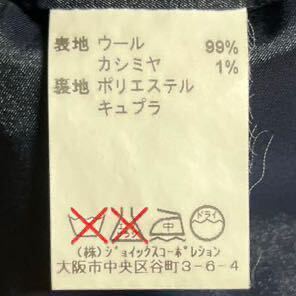 表地 ウール 99%
カシミヤ 1%
裏地 ポリエステル
キュプラ
ドライ
(株)ジョイックスコーポレション
大阪市中央区谷町3-6-4